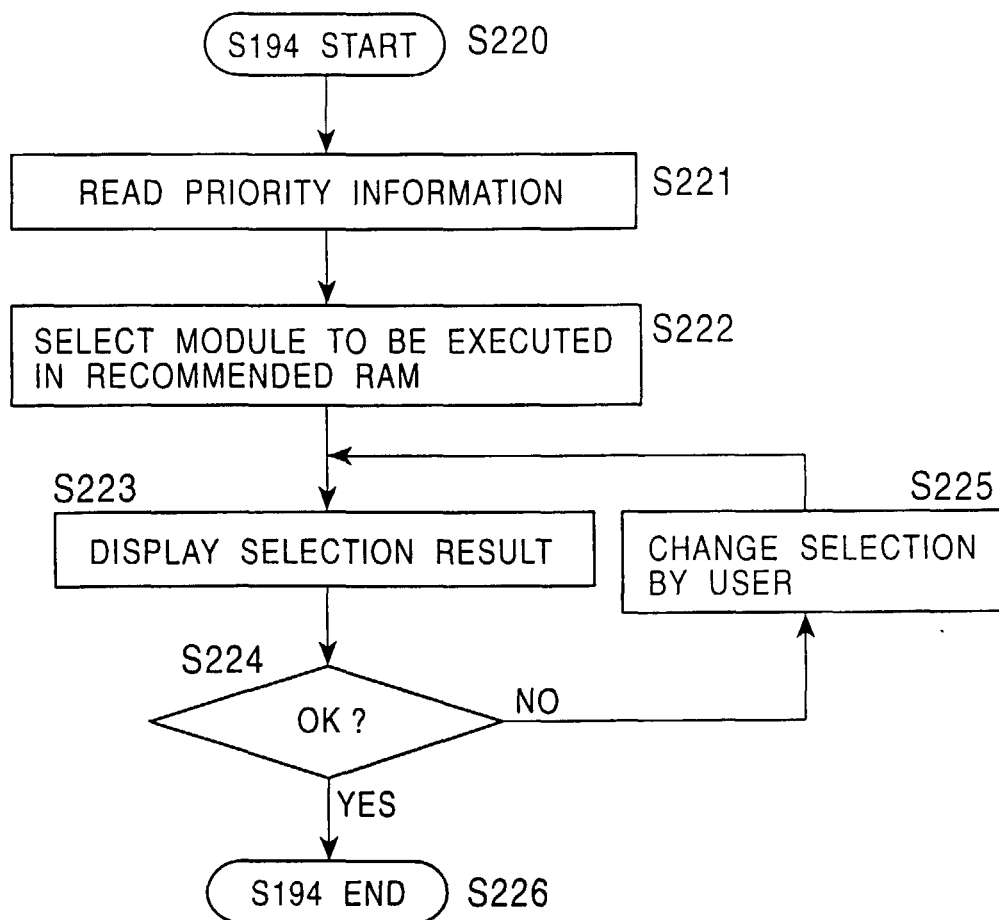 S194 START
S220
READ PRIORITY INFORMATION
S221
SELECT MODULE TO BE EXECUTED
IN RECOMMENDED RAM
S222
S223
DISPLAY SELECTION RESULT
S225
CHANGE SELECTION
BY USER
S224
OK ?
NO
YES
S194 END
S226